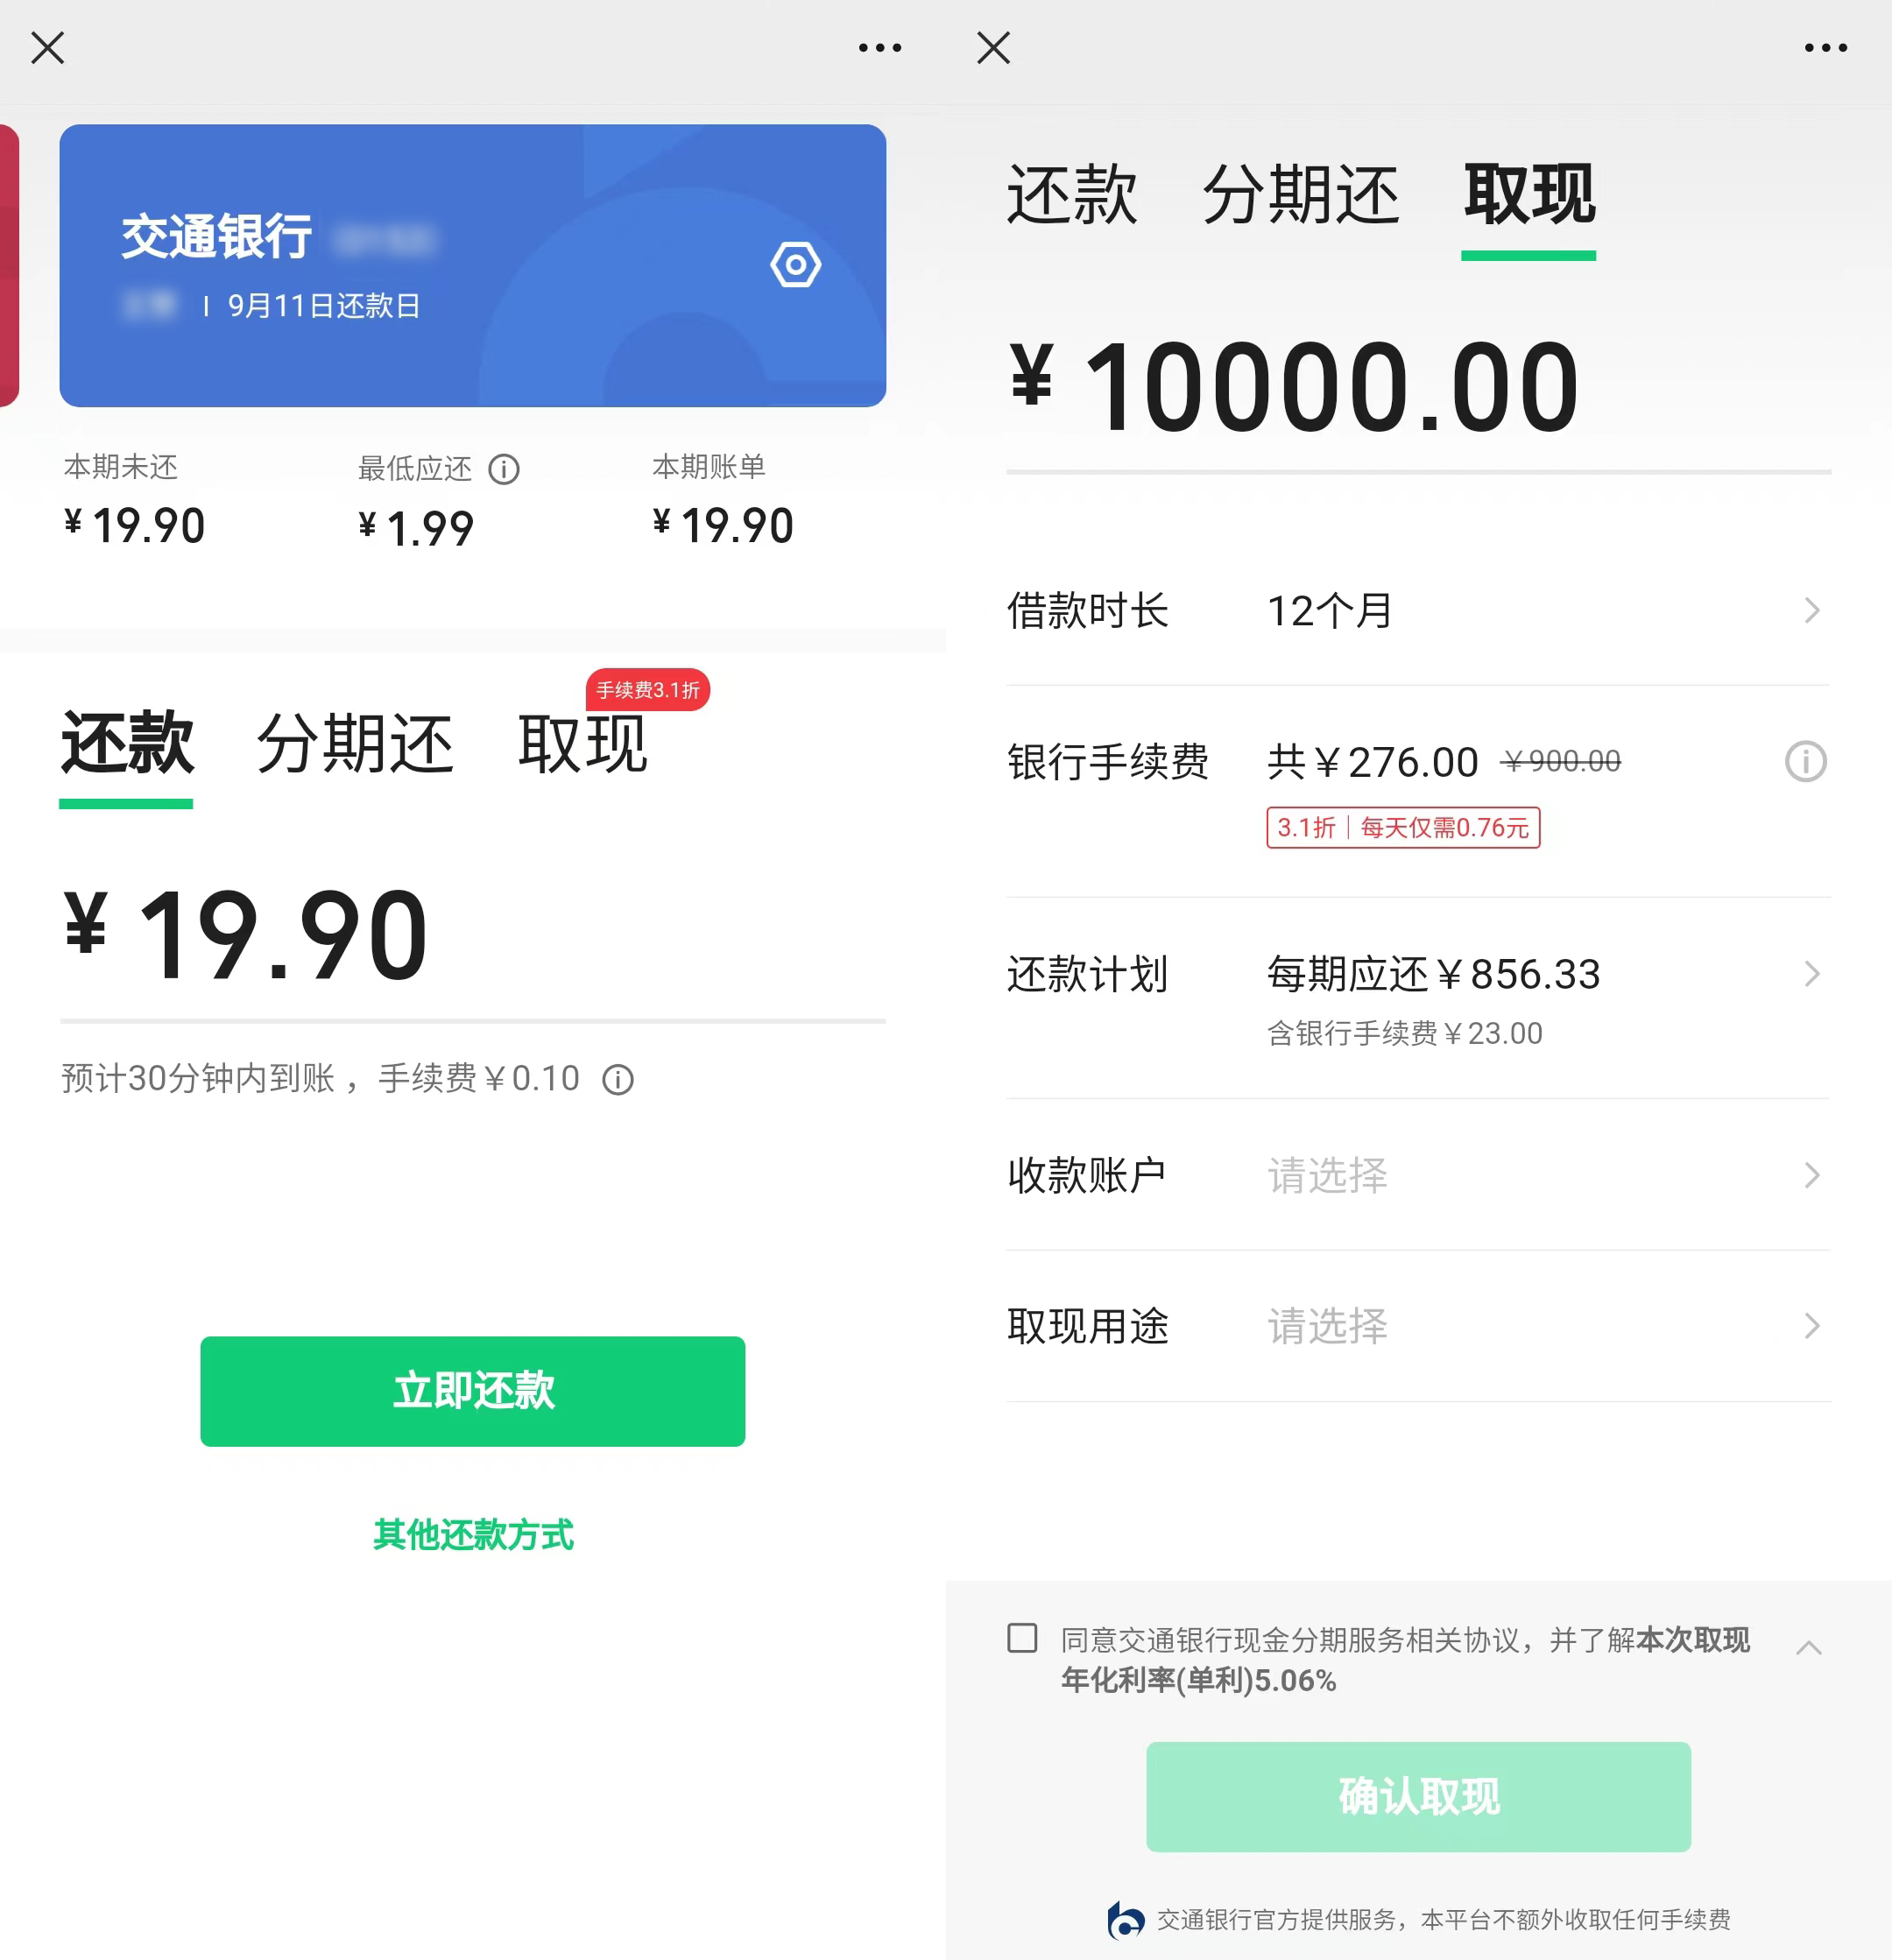 交通银行
9月11日还款日
本期未还
最低应还
本期账单
¥ 19.90
¥ 1.99
¥ 19.90
手续费3.1折
还款 分期还 取现
¥ 19.90
预计30分钟内到账，手续费¥0.10
立即还款
其他还款方式
还款 分期还 取现
¥ 10000.00
借款时长 12个月
银行手续费 共¥276.00 ¥900.00
3.1折｜每天仅需0.76元
还款计划 每期应还¥856.33
含银行手续费¥23.00
收款账户 请选择
取现用途 请选择
同意交通银行现金分期服务相关协议，并了解本次取现
年化利率(单利)5.06%
确认取现
交通银行官方提供服务，本平台不额外收取任何手续费